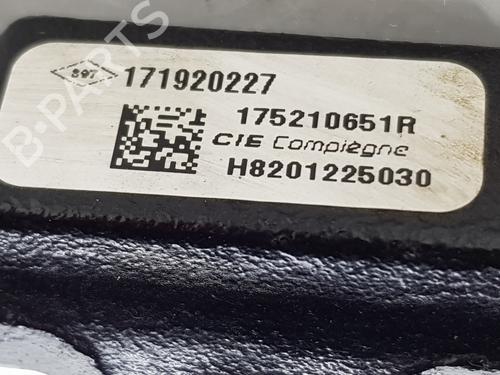 897 171920227
175210651R
CIE Compiègne
H8201225030
B-PARTS